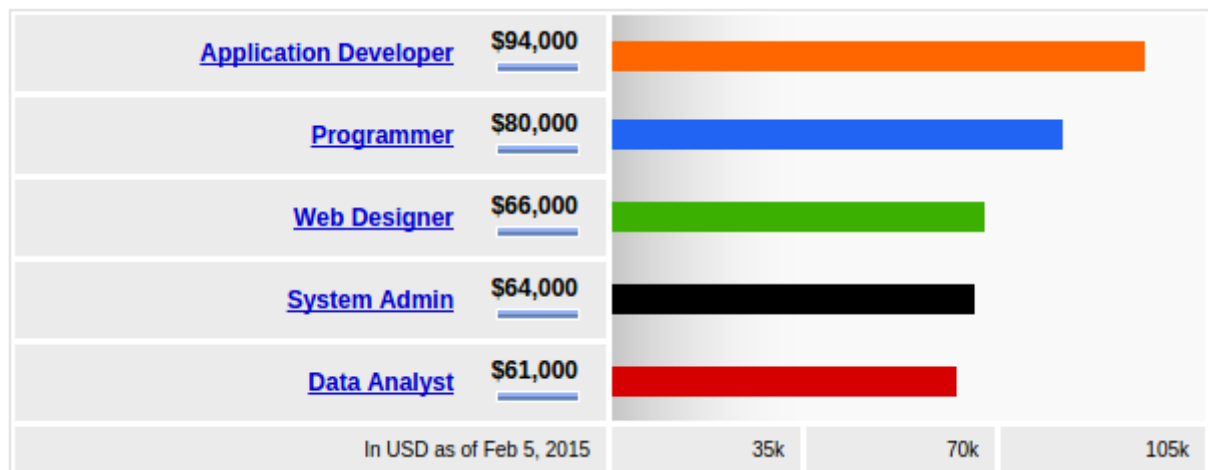 Application Developer $94,000
Programmer $80,000
Web Designer $66,000
System Admin $64,000
Data Analyst $61,000
In USD as of Feb 5, 2015 35k 70k 105k